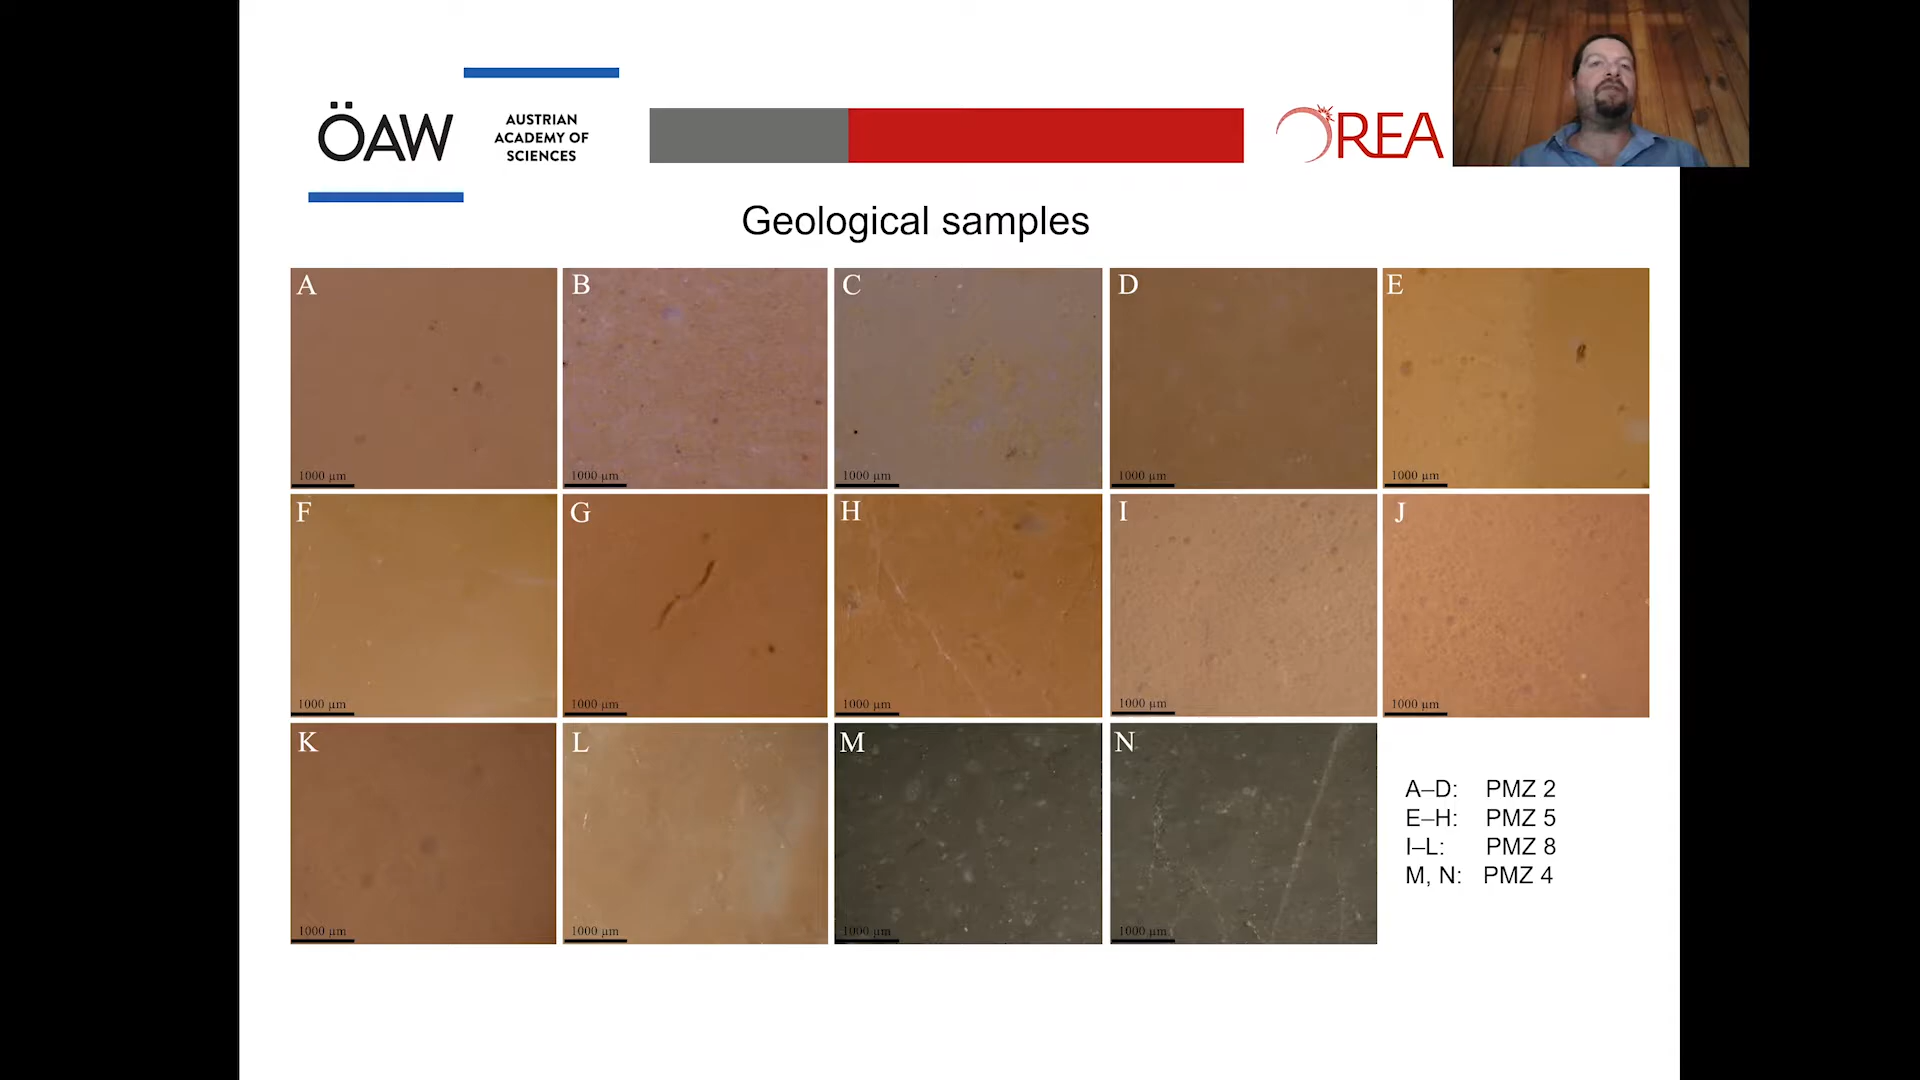 ÖAW
AUSTRIAN
ACADEMY OF
SCIENCES
OREA
Geological samples
A
1000 µm
B
1000 µm
C
1000 µm
D
1000 µm
E
1000 µm
F
1000 µm
G
1000 µm
H
1000 µm
I
1000 µm
J
1000 µm
K
1000 µm
L
1000 µm
M
1000 µm
N
1000 µm
A–D: PMZ 2
E–H: PMZ 5
I–L: PMZ 8
M, N: PMZ 4